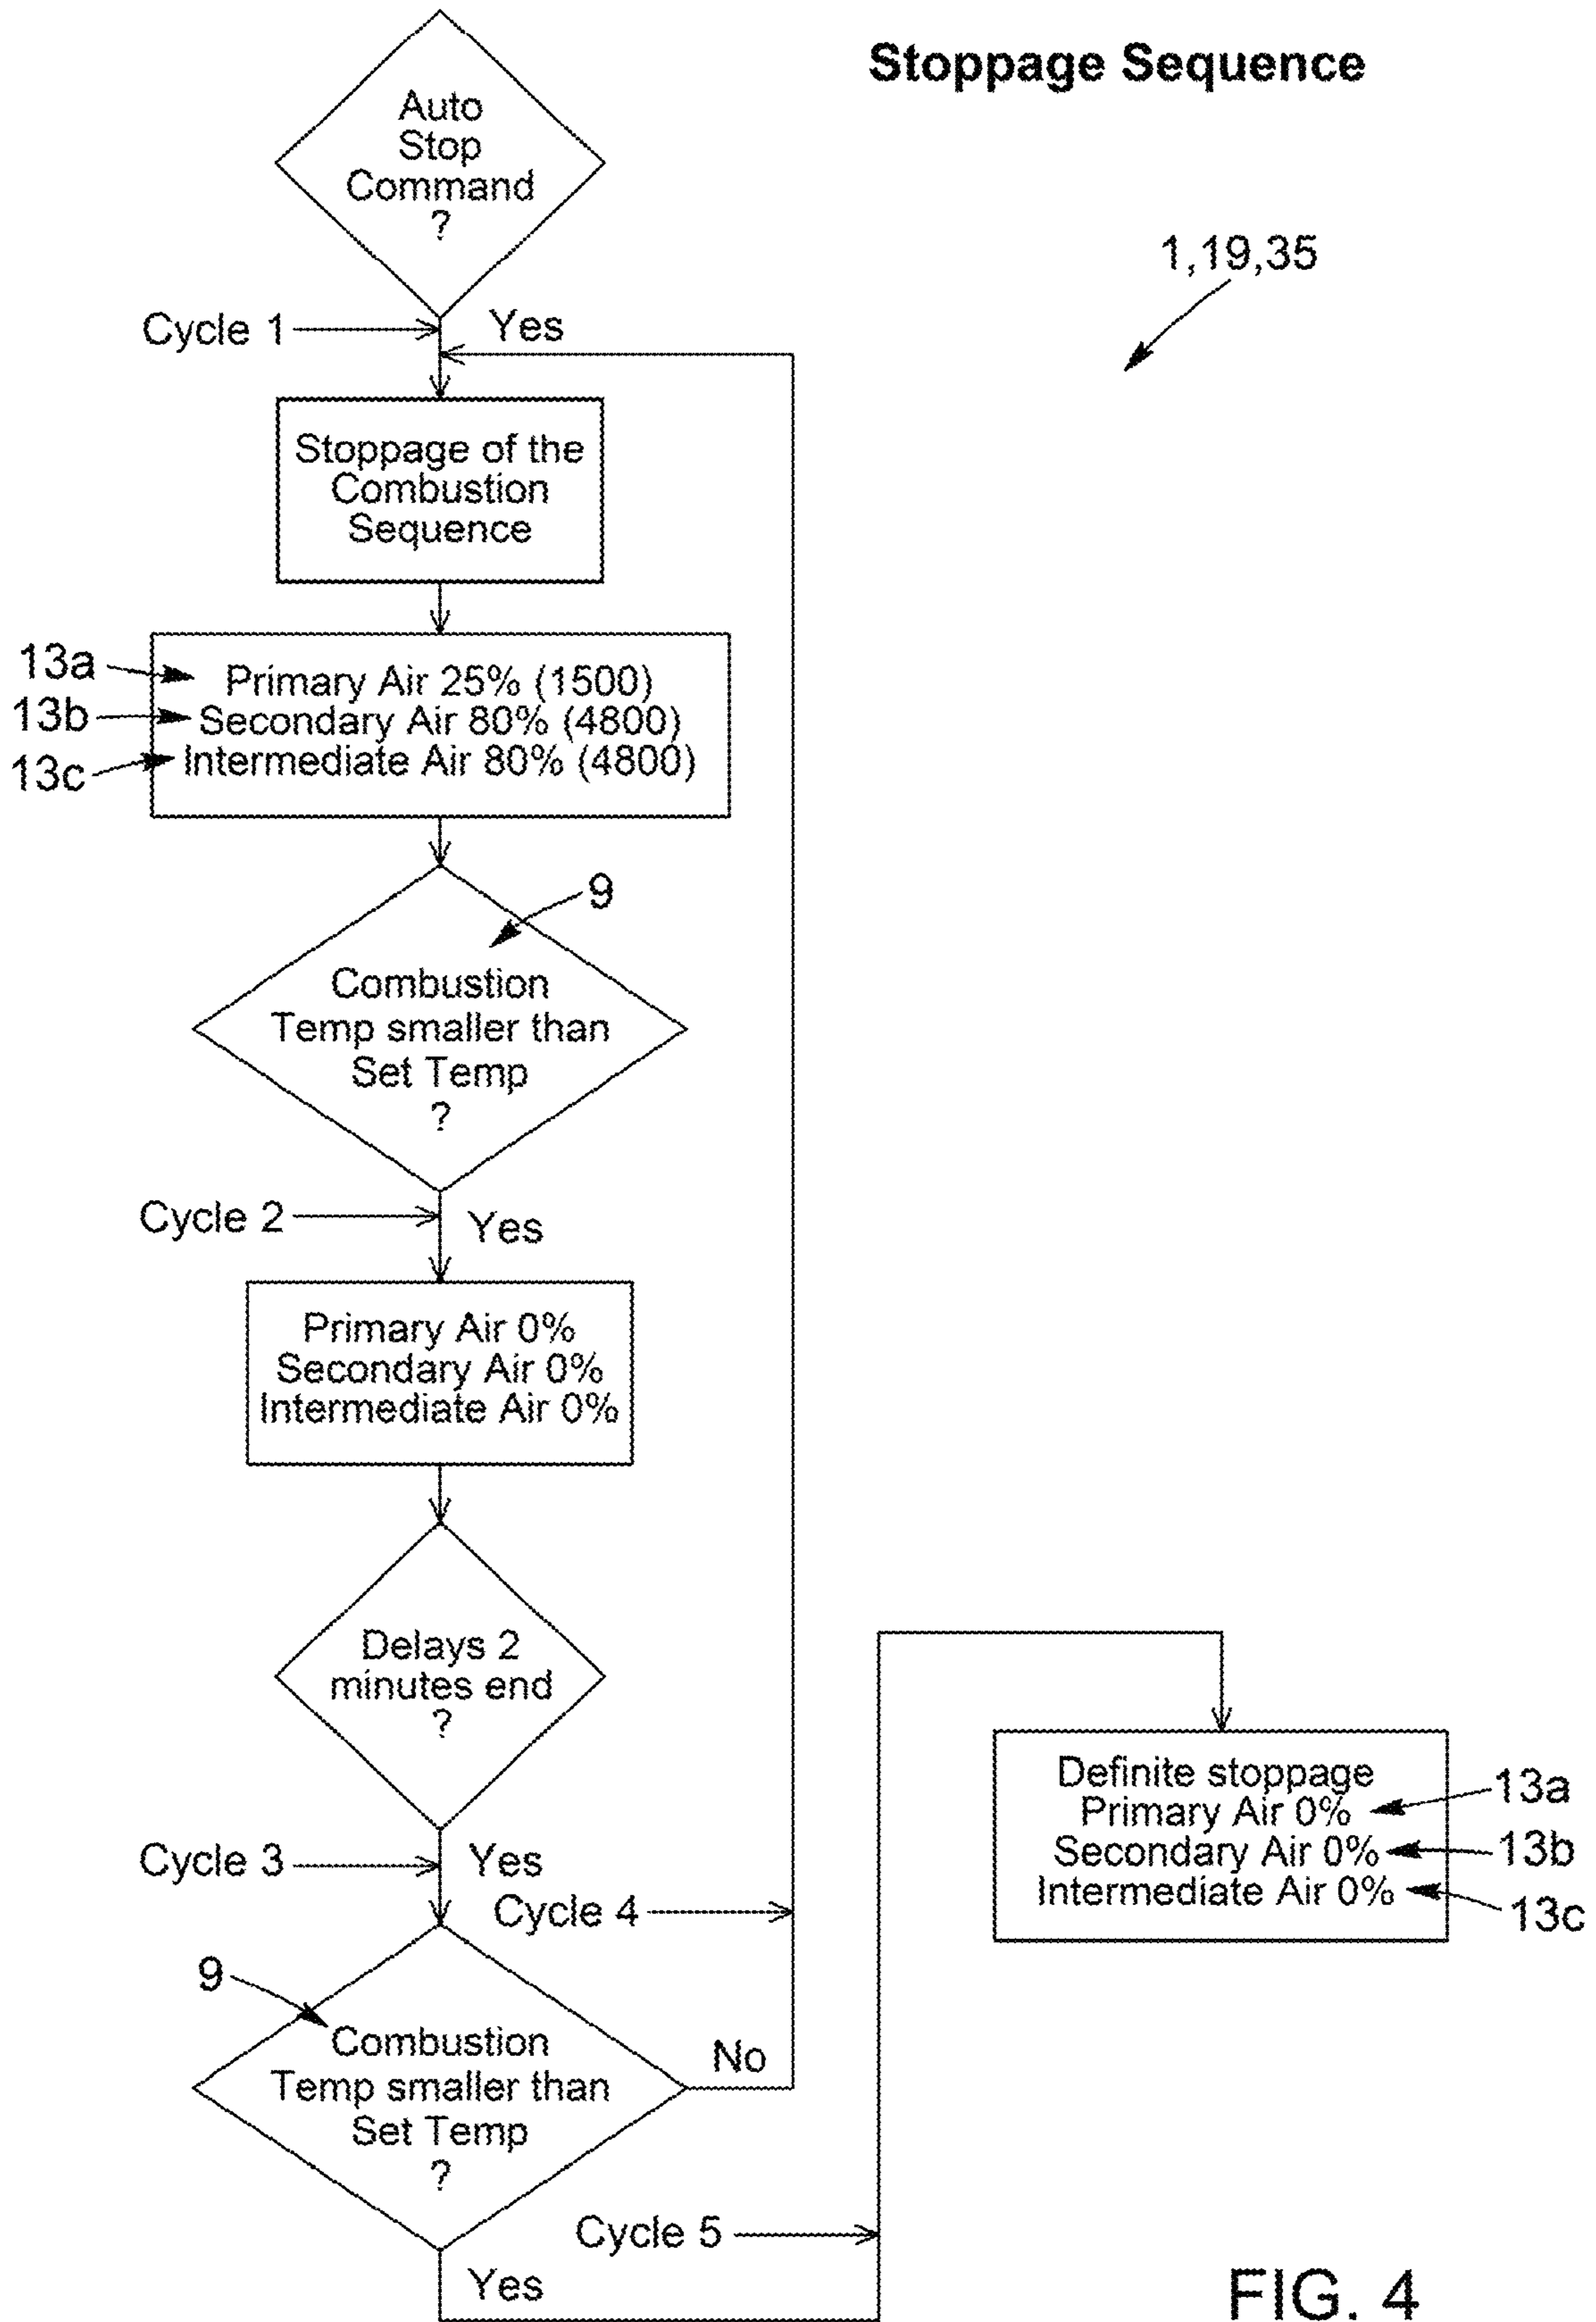 Stoppage Sequence
Auto
Stop
Command
?
1,19,35
Cycle 1
Yes
Stoppage of the
Combustion
Sequence
13a
Primary Air 25% (1500)
13b
Secondary Air 80% (4800)
13c
Intermediate Air 80% (4800)
9
Combustion
Temp smaller than
Set Temp
?
Cycle 2
Yes
Primary Air 0%
Secondary Air 0%
Intermediate Air 0%
Delays 2
minutes end
?
Cycle 3
Yes
Cycle 4
9
Combustion
Temp smaller than
Set Temp
?
No
Cycle 5
Yes
Definite stoppage
Primary Air 0%
13a
Secondary Air 0%
13b
Intermediate Air 0%
13c
FIG. 4